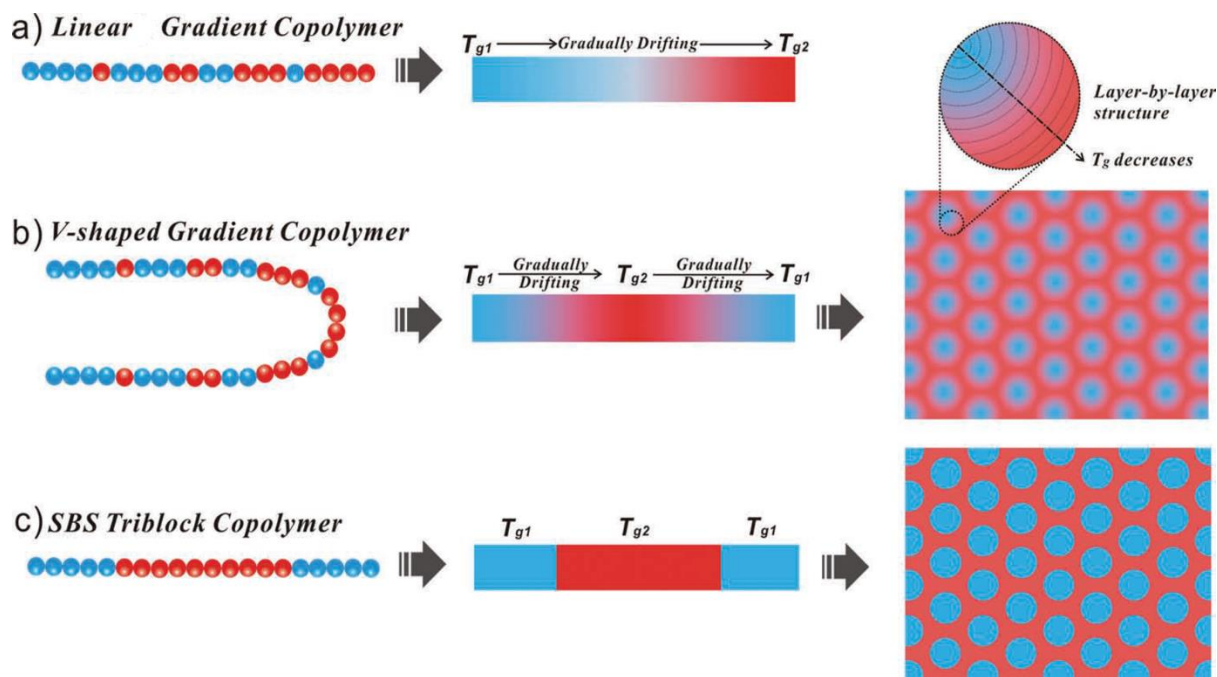 a) Linear Gradient Copolymer
Tg1 Gradually Drifting Tg2
Layer-by-layer
structure
Tg decreases
b) V-shaped Gradient Copolymer
Tg1 Gradually Drifting Tg2 Gradually Drifting Tg1
c) SBS Triblock Copolymer
Tg1 Tg2 Tg1